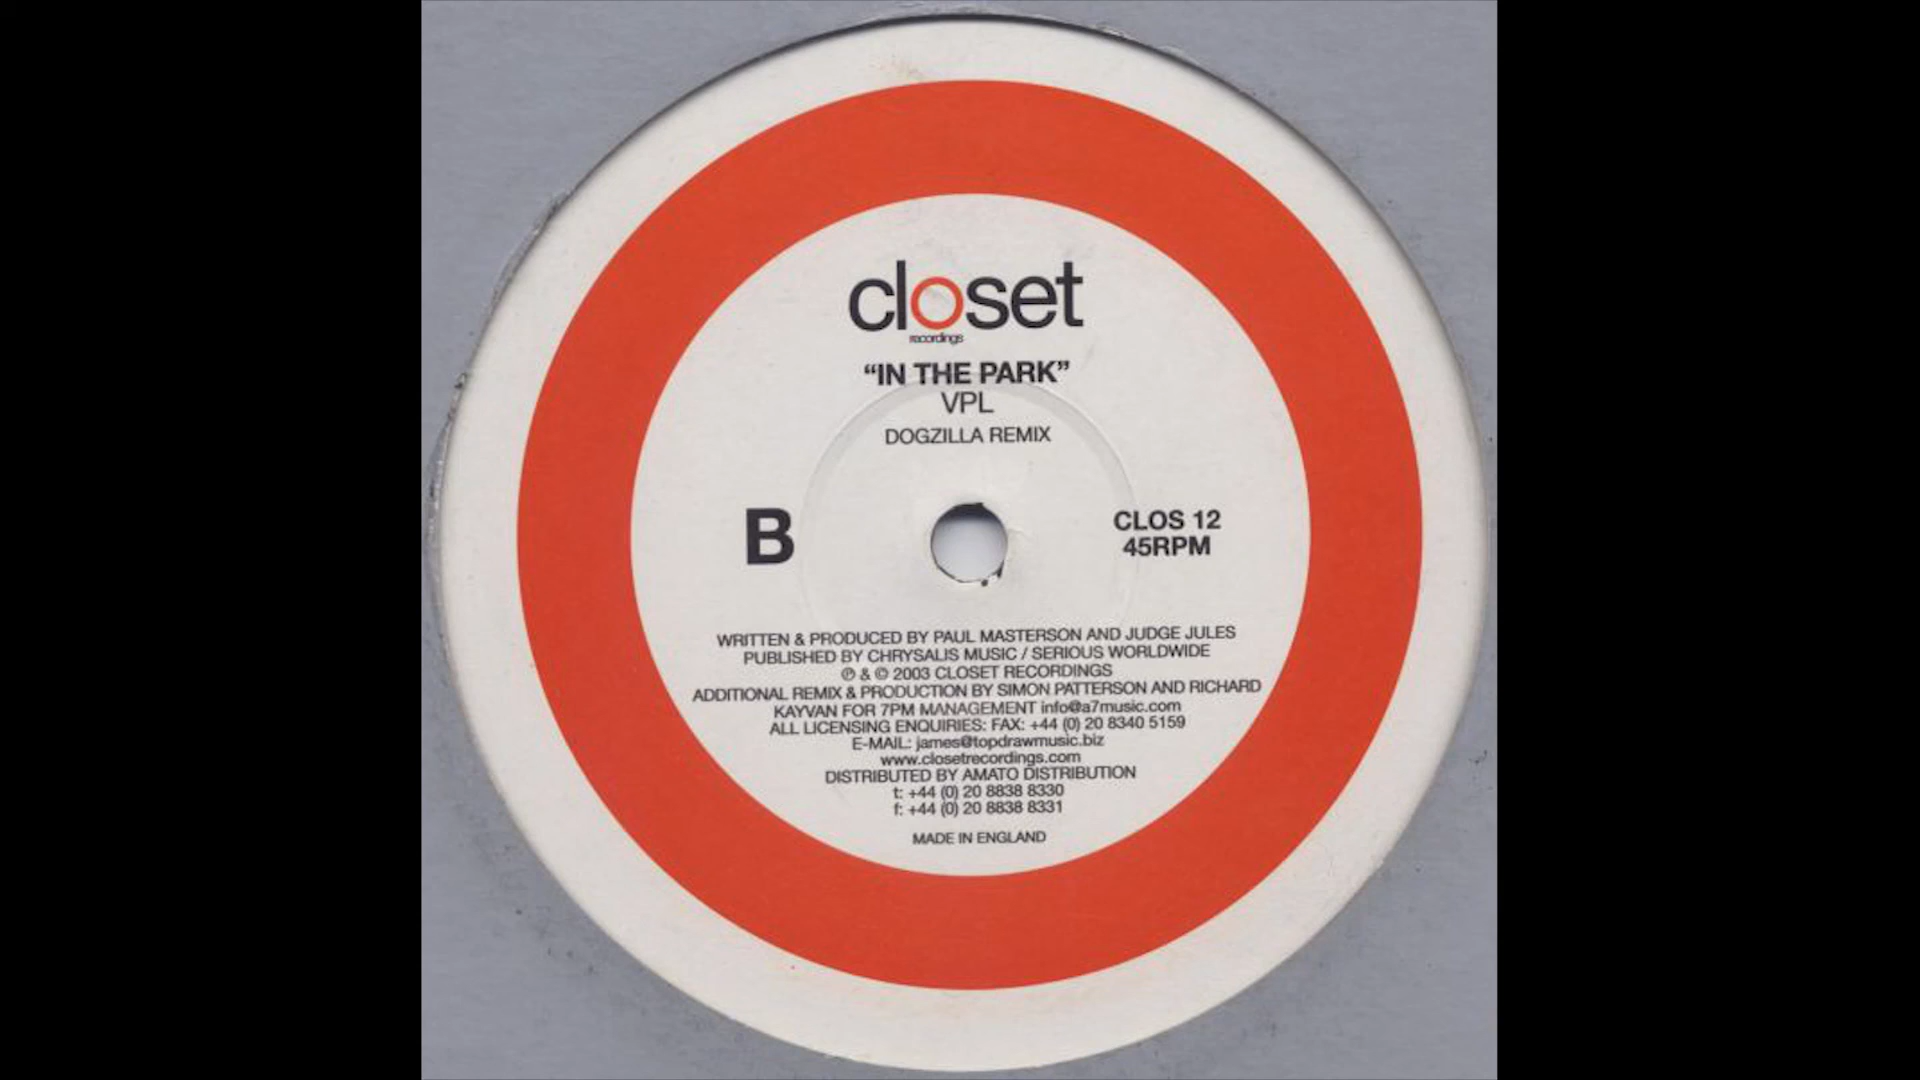 closet
recordings
“IN THE PARK”
VPL
DOGZILLA REMIX
B
CLOS 12
45RPM
WRITTEN & PRODUCED BY PAUL MASTERSON AND JUDGE JULES
PUBLISHED BY CHRYSALIS MUSIC / SERIOUS WORLDWIDE
℗ & © 2003 CLOSET RECORDINGS
ADDITIONAL REMIX & PRODUCTION BY SIMON PATTERSON AND RICHARD
KAYVAN FOR 7PM MANAGEMENT info@a7music.com
ALL LICENSING ENQUIRIES: FAX: +44 (0) 20 8340 5159
E-MAIL: james@topdrawmusic.biz
www.closetrecordings.com
DISTRIBUTED BY AMATO DISTRIBUTION
t: +44 (0) 20 8838 8330
f: +44 (0) 20 8838 8331
MADE IN ENGLAND